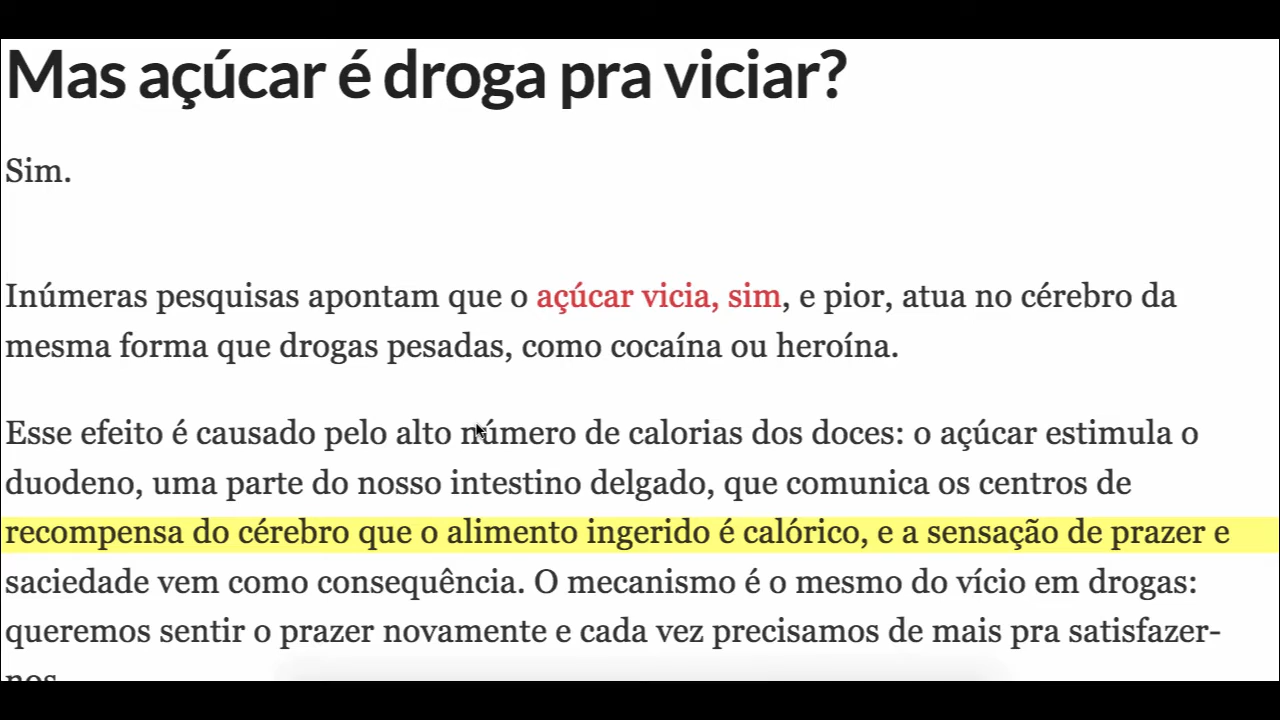 Mas açúcar é droga pra viciar?
Sim.
Inúmeras pesquisas apontam que o açúcar vicia, sim, e pior, atua no cérebro da
mesma forma que drogas pesadas, como cocaína ou heroína.
Esse efeito é causado pelo alto número de calorias dos doces: o açúcar estimula o
duodeno, uma parte do nosso intestino delgado, que comunica os centros de
recompensa do cérebro que o alimento ingerido é calórico, e a sensação de prazer e
saciedade vem como consequência. O mecanismo é o mesmo do vício em drogas:
queremos sentir o prazer novamente e cada vez precisamos de mais pra satisfazer-
nos